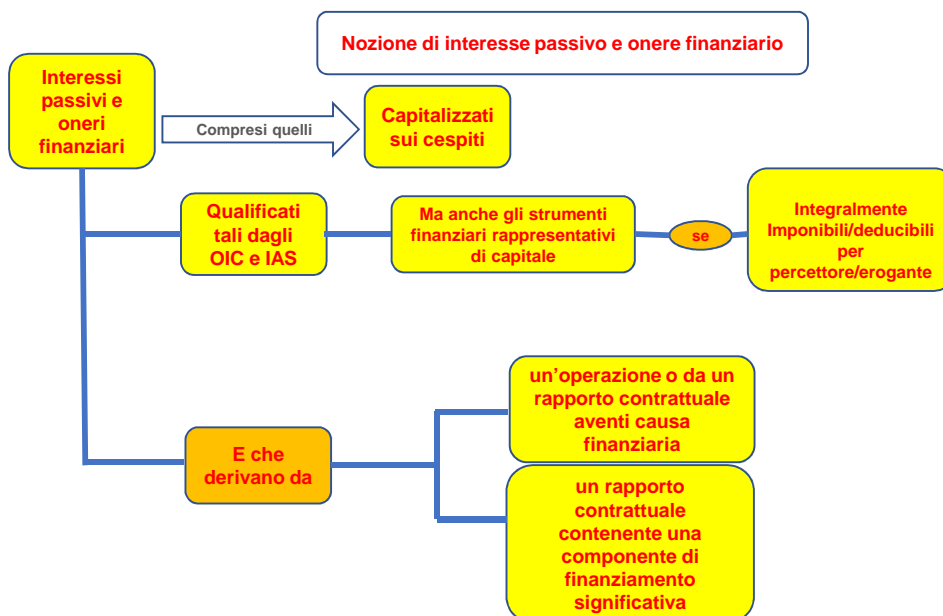 Nozione di interesse passivo e onere finanziario
Interessi
passivi e
oneri
finanziari
Compresi quelli
Capitalizzati
sui cespiti
Qualificati
tali dagli
OIC e IAS
Ma anche gli strumenti
finanziari rappresentativi
di capitale
se
Integralmente
Imponibili/deducibili
per
percettore/erogante
E che
derivano da
un’operazione o da un
rapporto contrattuale
aventi causa
finanziaria
un rapporto
contrattuale
contenente una
componente di
finanziamento
significativa